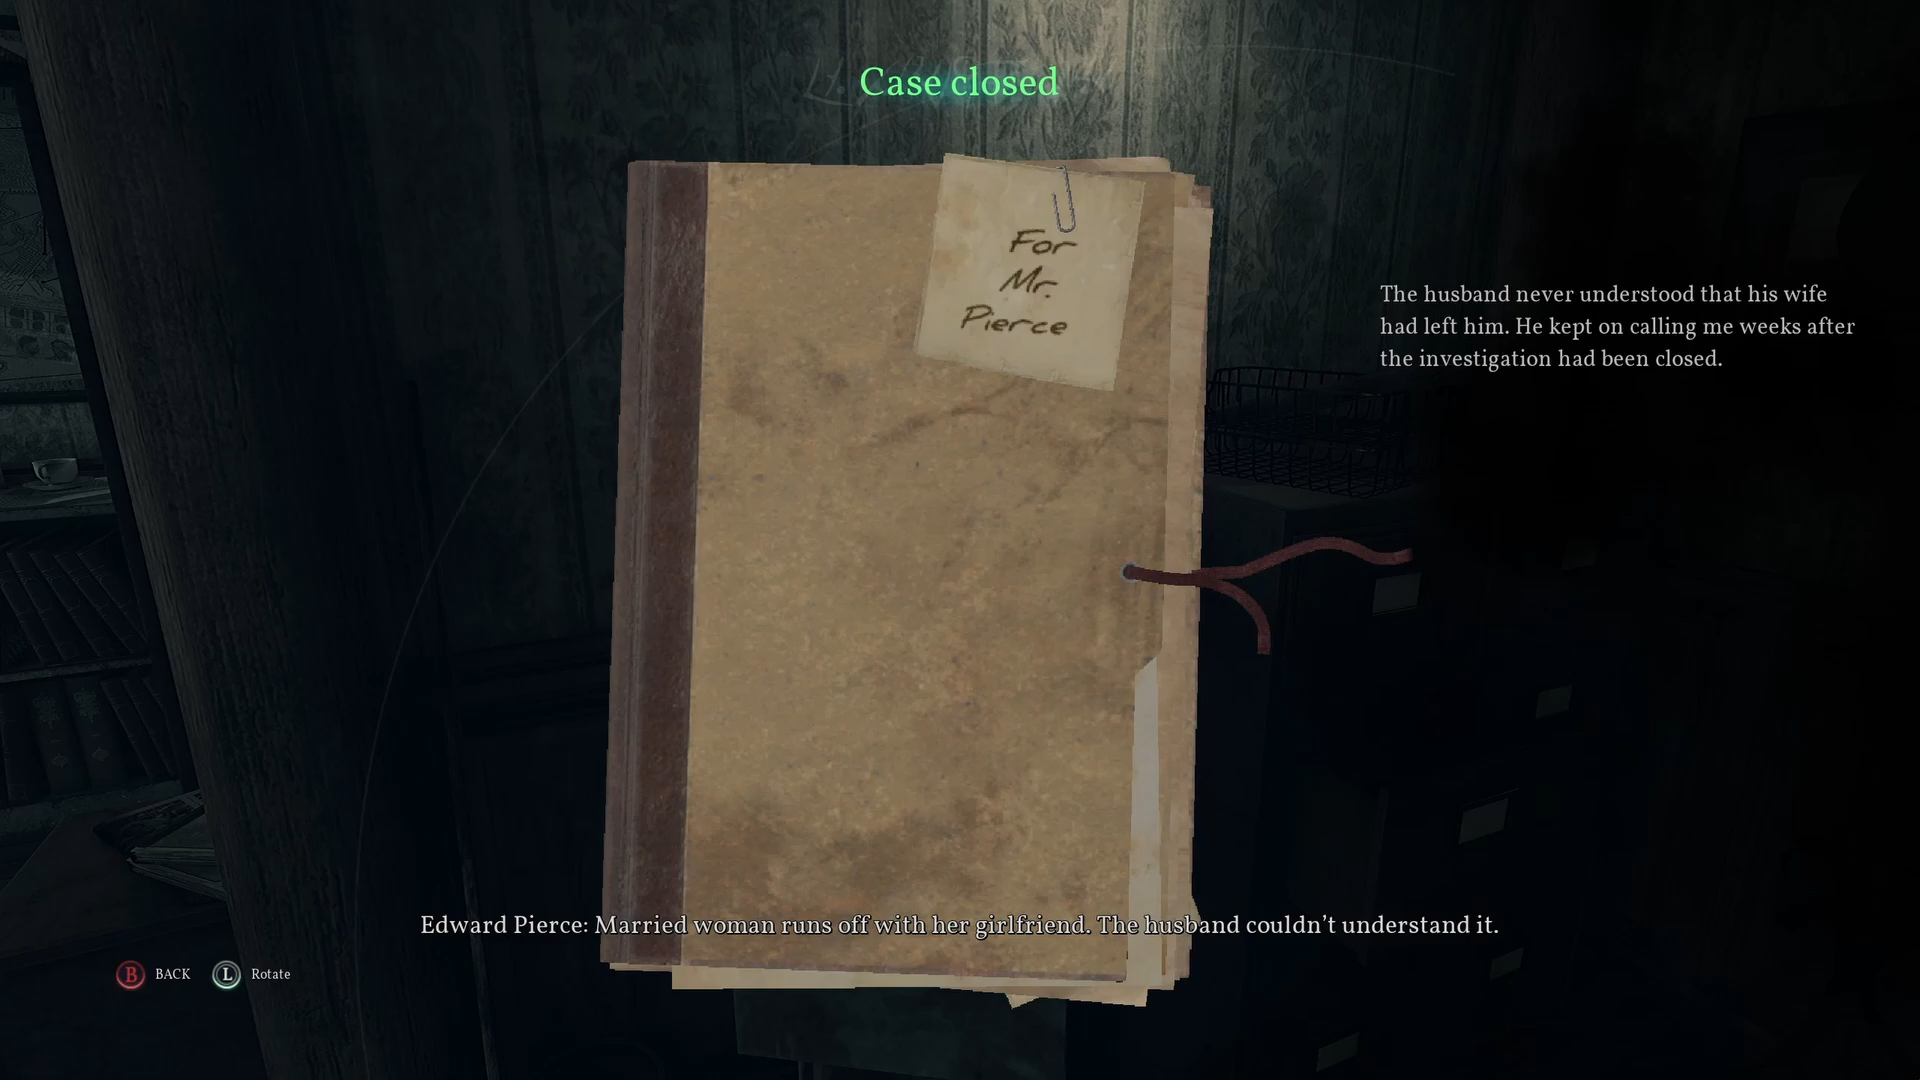 Case closed
For
Mr.
Pierce
The husband never understood that his wife
had left him. He kept on calling me weeks after
the investigation had been closed.
Edward Pierce: Married woman runs off with her girlfriend. The husband couldn't understand it.
B BACK L Rotate